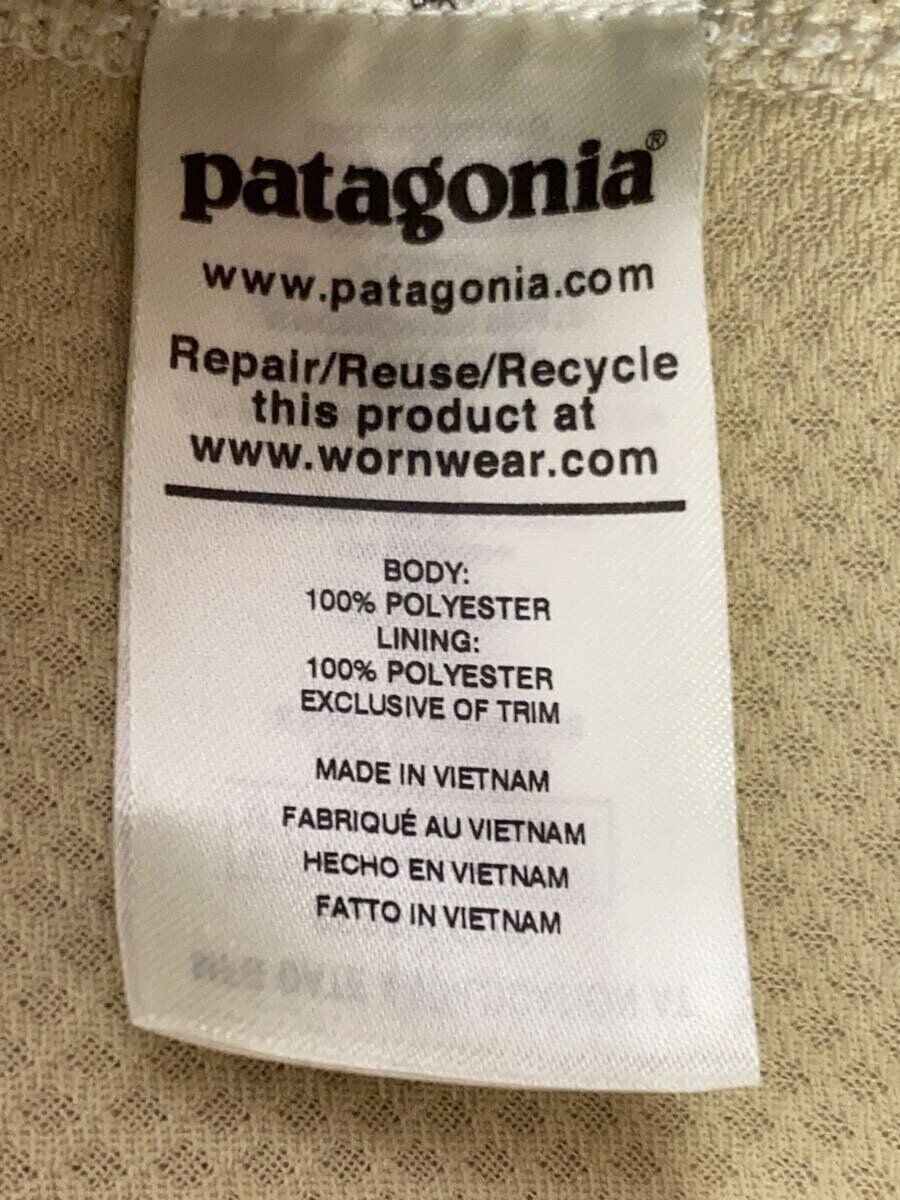 patagonia®
www.patagonia.com
Repair/Reuse/Recycle
this product at
www.wornwear.com
BODY:
100% POLYESTER
LINING:
100% POLYESTER
EXCLUSIVE OF TRIM
MADE IN VIETNAM
FABRIQUÉ AU VIETNAM
HECHO EN VIETNAM
FATTO IN VIETNAM